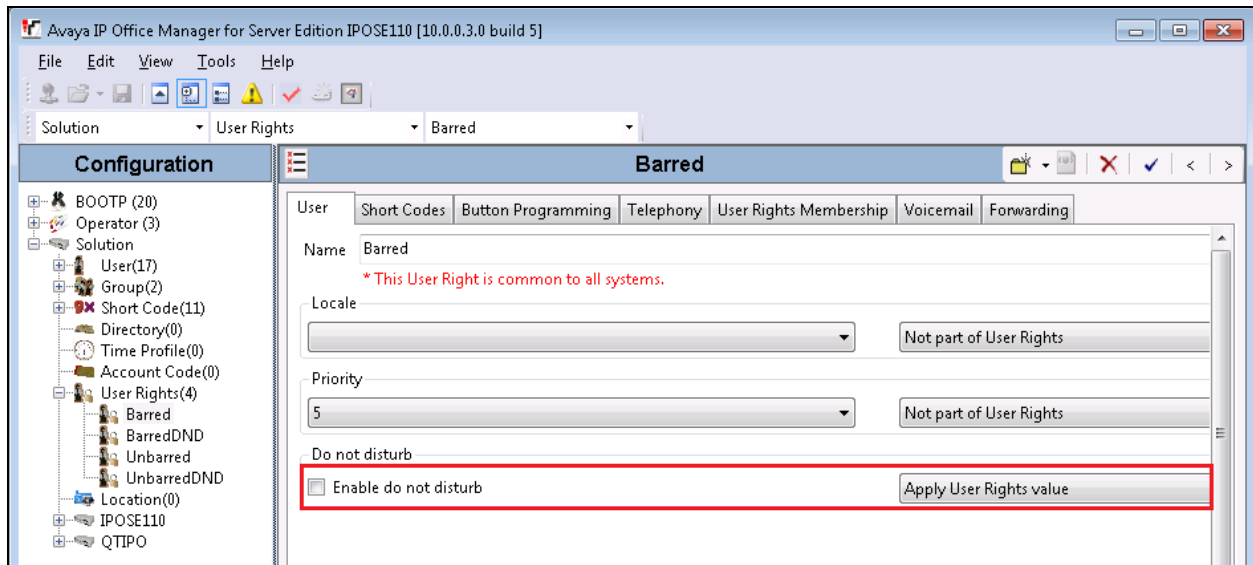 Avaya IP Office Manager for Server Edition IPOSE110 [10.0.0.3.0 build 5]
File Edit View Tools Help
Solution User Rights Barred
Configuration
Barred
BOOTP (20)
Operator (3)
Solution
User(17)
Group(2)
Short Code(11)
Directory(0)
Time Profile(0)
Account Code(0)
User Rights(4)
Barred
BarredDND
Unbarred
UnbarredDND
Location(0)
IPOSE110
QTIPO
User Short Codes Button Programming Telephony User Rights Membership Voicemail Forwarding
Name Barred
* This User Right is common to all systems.
Locale
Not part of User Rights
Priority
5 Not part of User Rights
Do not disturb
Enable do not disturb Apply User Rights value